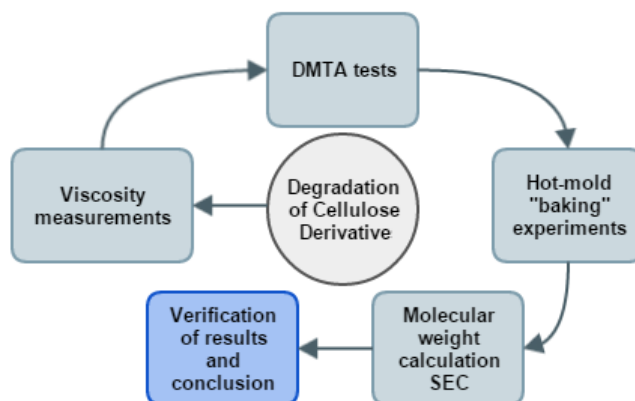 DMTA tests
Viscosity
measurements
Degradation
of Cellulose
Derivative
Hot-mold
"baking"
experiments
Verification
of results
and
conclusion
Molecular
weight
calculation
SEC